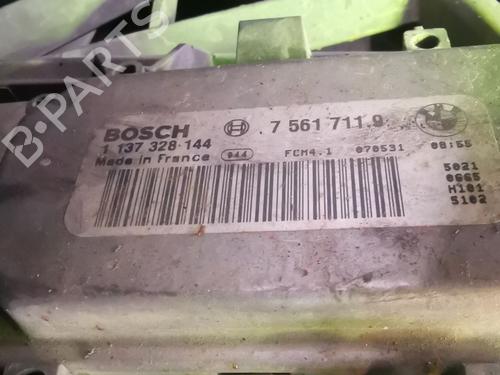 BOSCH 7 561 711 9
1 137 328 144
Made in France 944 FCM4.1 070531 08:55
5021
0665
H101
5102
B-PARTS